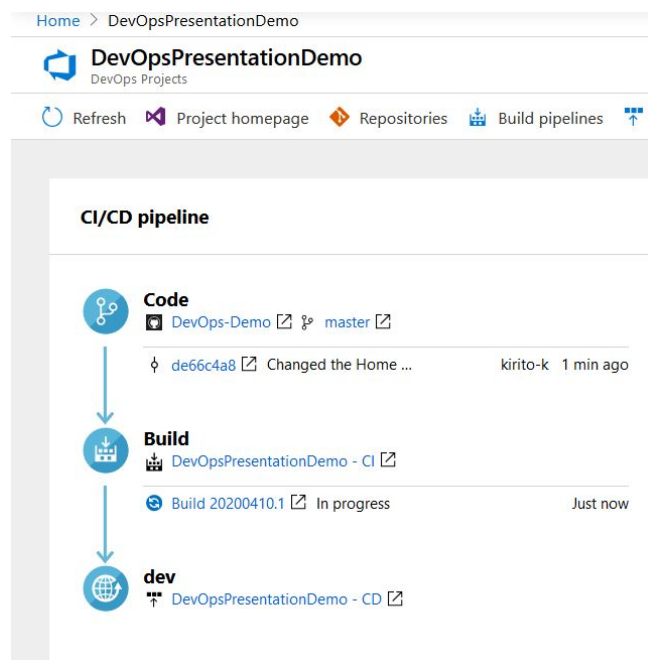 Home > DevOpsPresentationDemo
DevOpsPresentationDemo
DevOps Projects
Refresh Project homepage Repositories Build pipelines
CI/CD pipeline
Code
DevOps-Demo master
de66c4a8 Changed the Home ... kirito-k 1 min ago
Build
DevOpsPresentationDemo - CI
Build 20200410.1 In progress Just now
dev
DevOpsPresentationDemo - CD